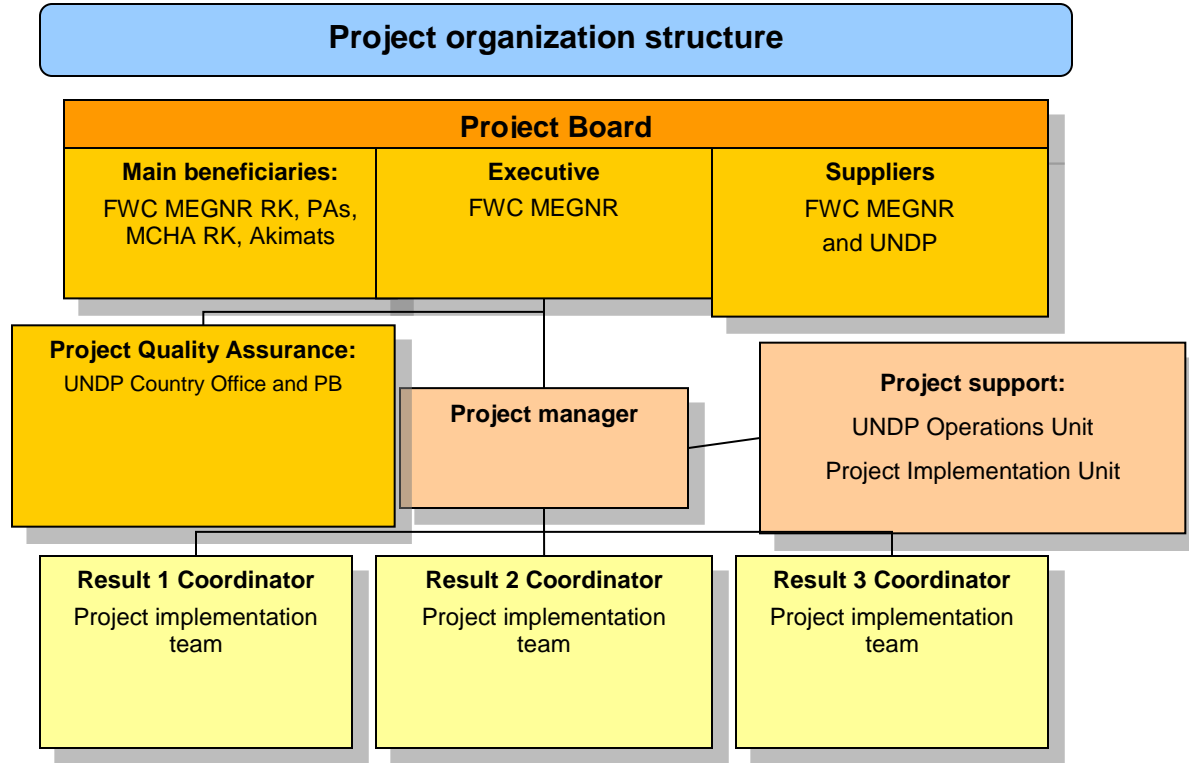 Project organization structure
Project Board
Main beneficiaries:
FWC MEGNR RK, PAs,
MCHA RK, Akimats
Executive
FWC MEGNR
Suppliers
FWC MEGNR
and UNDP
Project Quality Assurance:
UNDP Country Office and PB
Project manager
Project support:
UNDP Operations Unit
Project Implementation Unit
Result 1 Coordinator
Project implementation
team
Result 2 Coordinator
Project implementation
team
Result 3 Coordinator
Project implementation
team